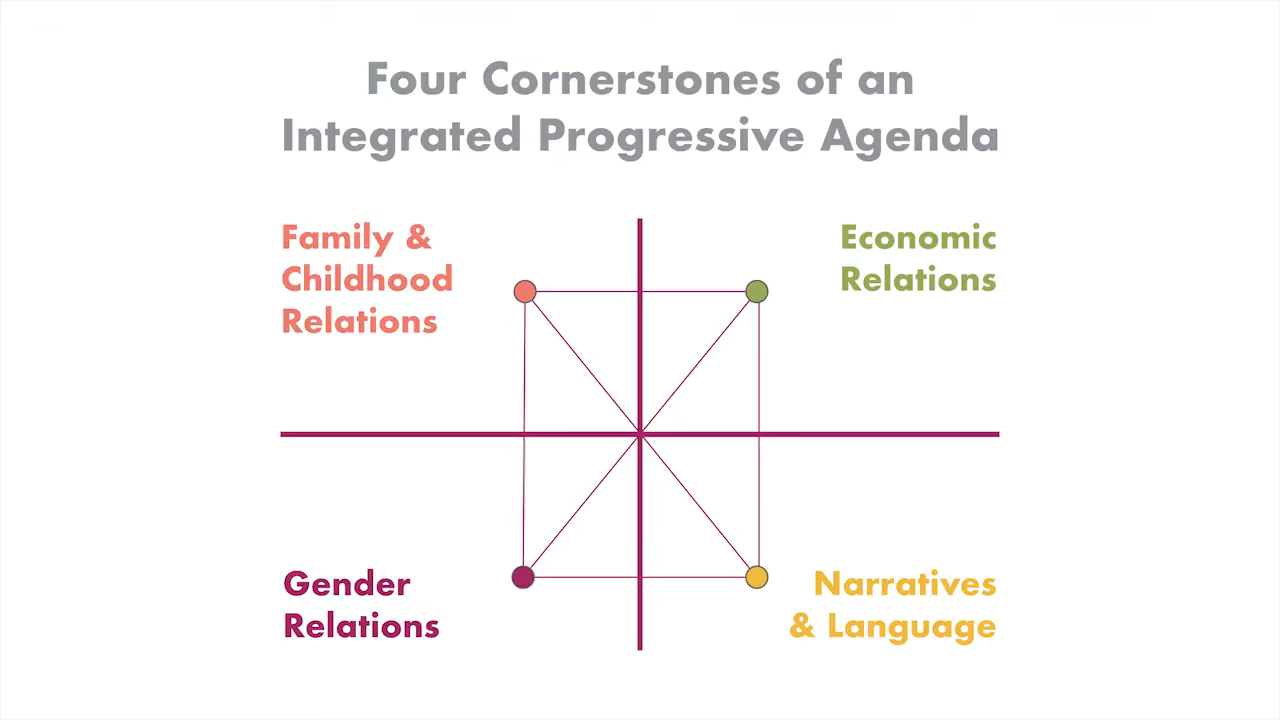 Four Cornerstones of an
Integrated Progressive Agenda
Family &
Childhood
Relations
Economic
Relations
Gender
Relations
Narratives
& Language